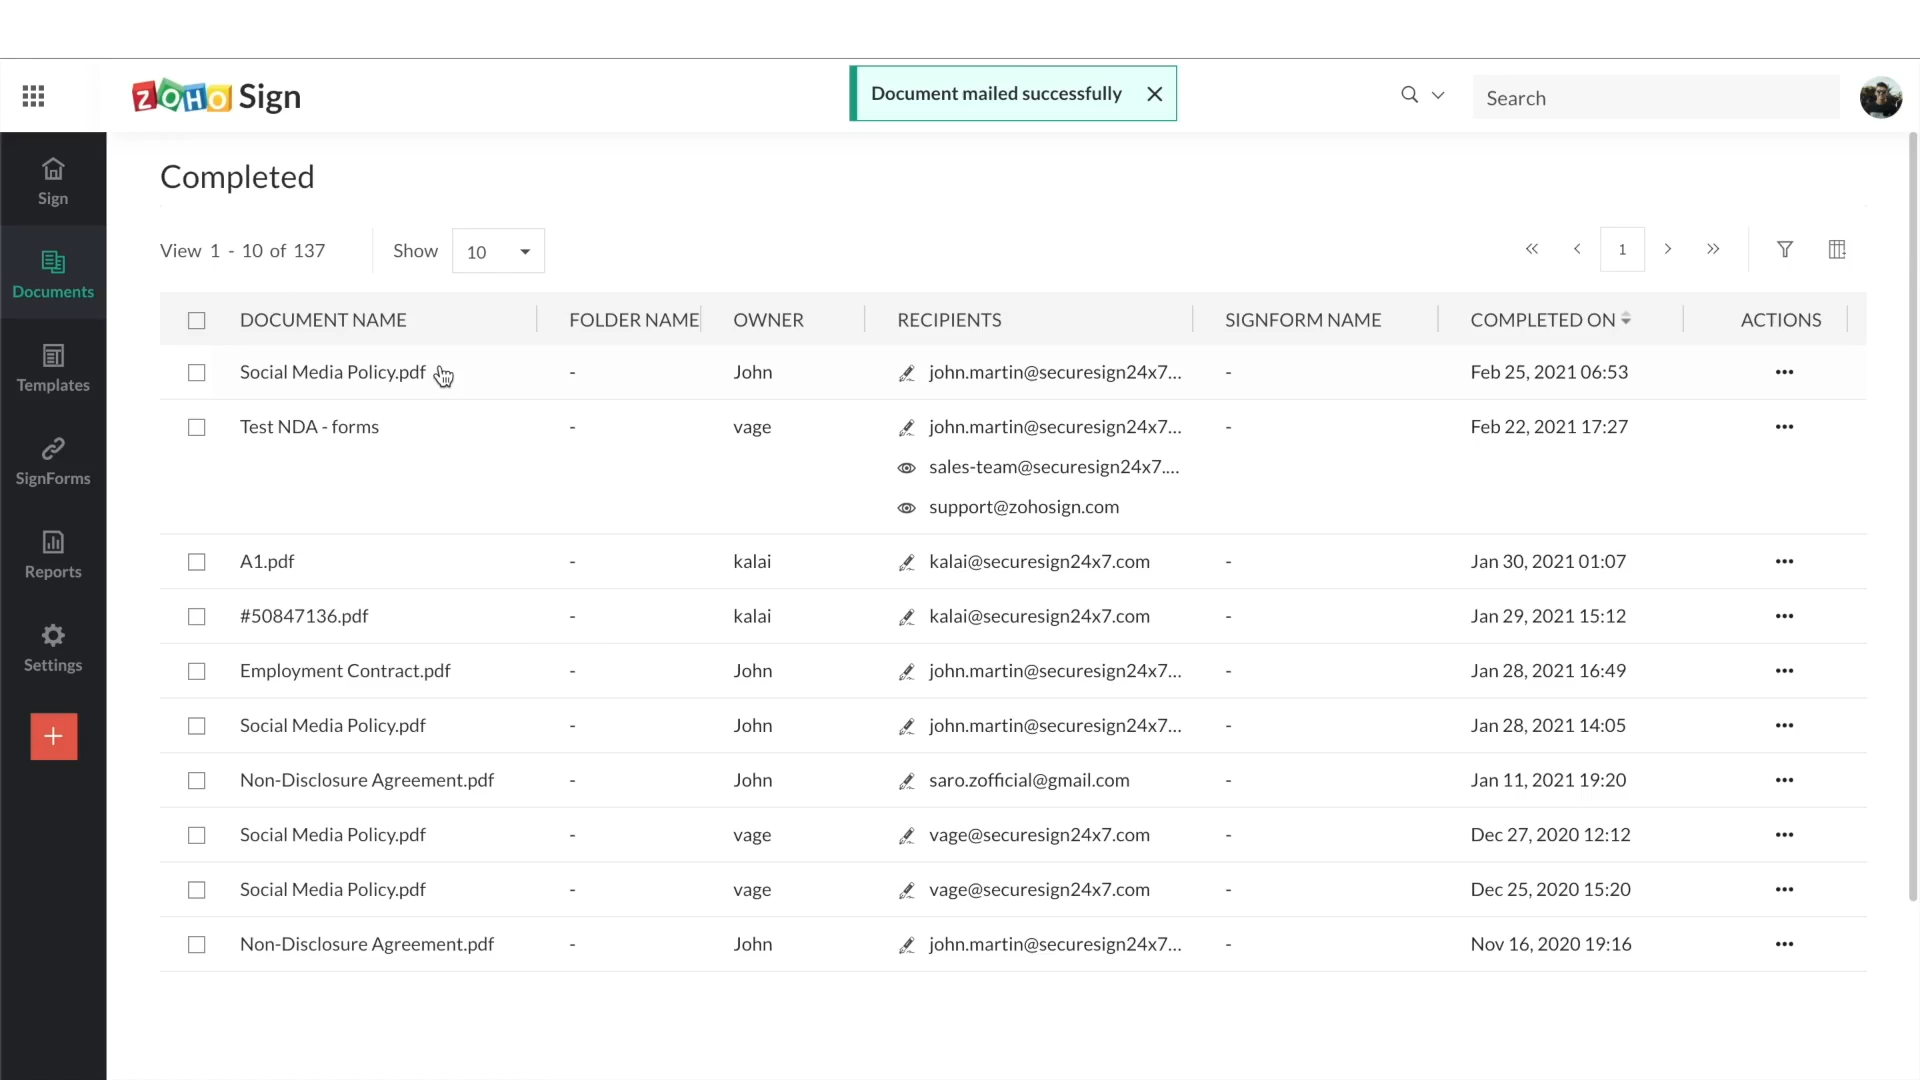 ZOHO Sign
Document mailed successfully
Search
Sign
Documents
Templates
SignForms
Reports
Settings
Completed
View 1 - 10 of 137 Show 10 1
DOCUMENT NAME FOLDER NAME OWNER RECIPIENTS SIGNFORM NAME COMPLETED ON ACTIONS
Social Media Policy.pdf - John john.martin@securesign24x7... - Feb 25, 2021 06:53
Test NDA - forms - vage john.martin@securesign24x7... - Feb 22, 2021 17:27
sales-team@securesign24x7....
support@zohosign.com
A1.pdf - kalai kalai@securesign24x7.com - Jan 30, 2021 01:07
#50847136.pdf - kalai kalai@securesign24x7.com - Jan 29, 2021 15:12
Employment Contract.pdf - John john.martin@securesign24x7... - Jan 28, 2021 16:49
Social Media Policy.pdf - John john.martin@securesign24x7... - Jan 28, 2021 14:05
Non-Disclosure Agreement.pdf - John saro.zofficial@gmail.com - Jan 11, 2021 19:20
Social Media Policy.pdf - vage vage@securesign24x7.com - Dec 27, 2020 12:12
Social Media Policy.pdf - vage vage@securesign24x7.com - Dec 25, 2020 15:20
Non-Disclosure Agreement.pdf - John john.martin@securesign24x7... - Nov 16, 2020 19:16